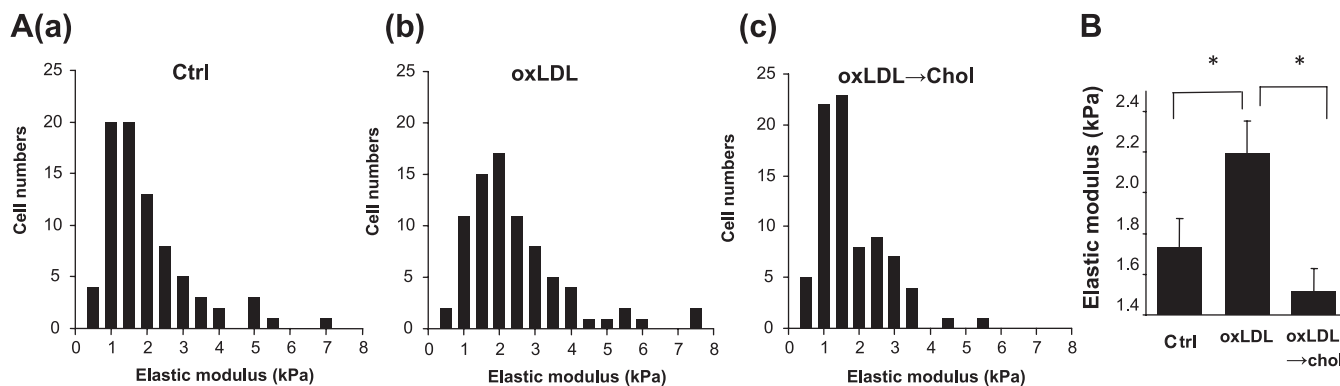 A(a)
Ctrl
Cell numbers
25
20
15
10
5
0
0 1 2 3 4 5 6 7 8
Elastic modulus (kPa)
(b)
oxLDL
Cell numbers
25
20
15
10
5
0
0 1 2 3 4 5 6 7 8
Elastic modulus (kPa)
(c)
oxLDL→Chol
Cell numbers
25
20
15
10
5
0
0 1 2 3 4 5 6 7 8
Elastic modulus (kPa)
B
* *
Elastic modulus (kPa)
2.4
2.2
2.0
1.8
1.6
1.4
Ctrl oxLDL oxLDL
→chol